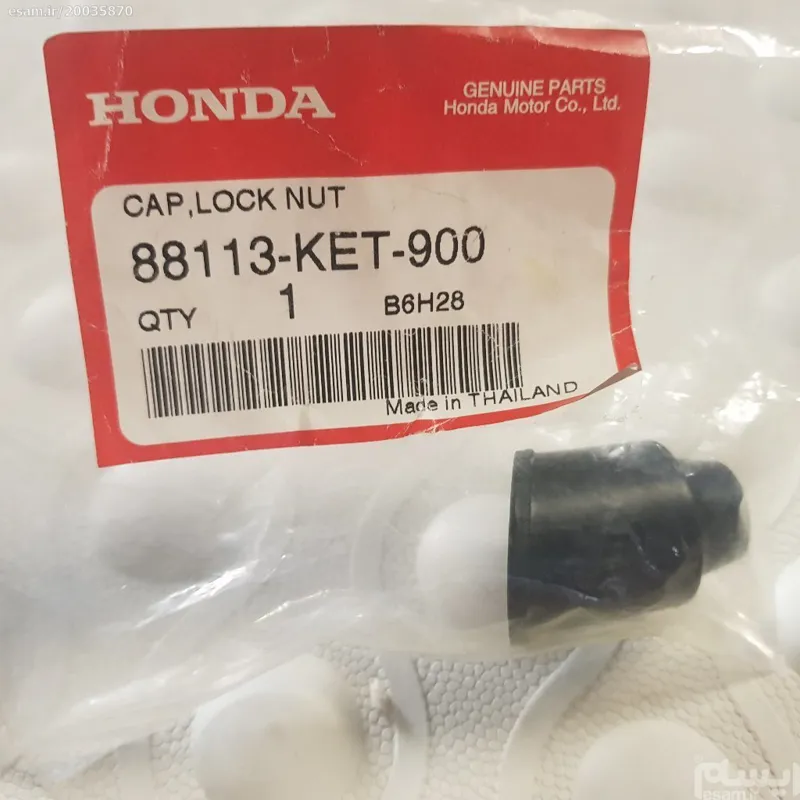 esam.ir/20035870
HONDA
GENUINE PARTS
Honda Motor Co., Ltd.
CAP,LOCK NUT
88113-KET-900
QTY 1 B6H28
Made in THAILAND
ایسام
esam.ir